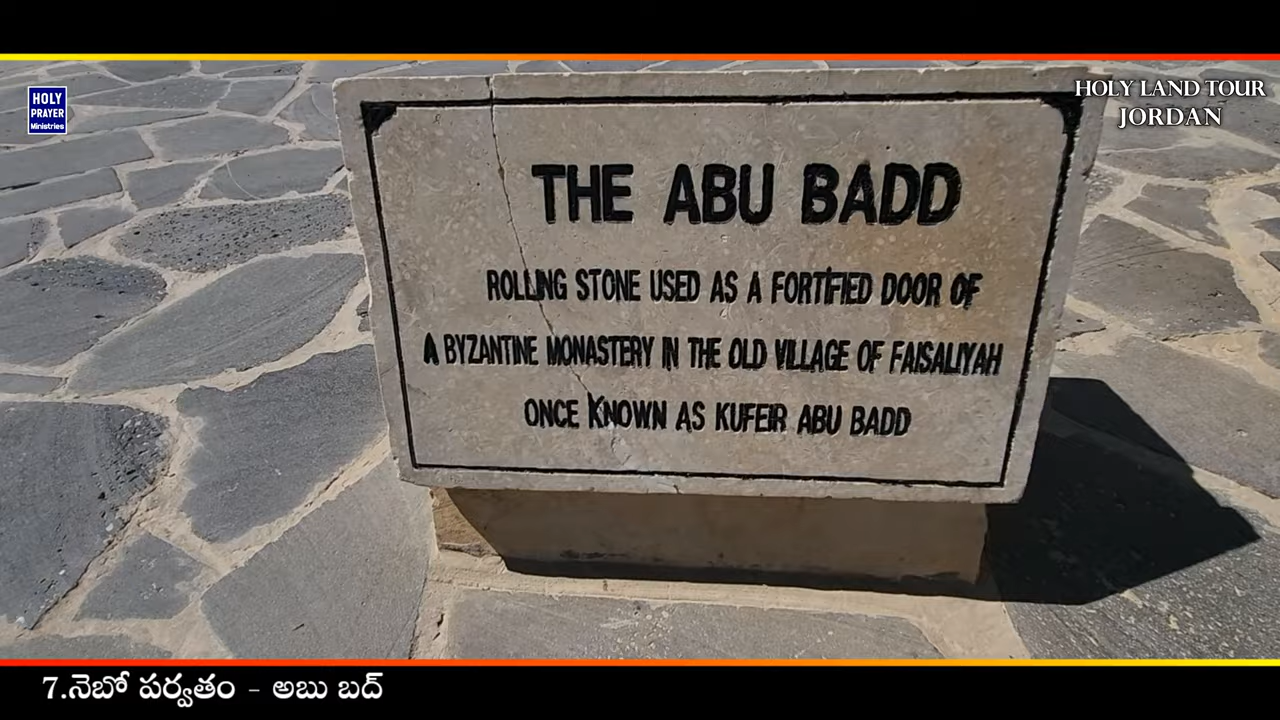 HOLY
PRAYER
Ministries
HOLY LAND TOUR
JORDAN
THE ABU BADD
ROLLING STONE USED AS A FORTIFIED DOOR OF
A BYZANTINE MONASTERY IN THE OLD VILLAGE OF FAISALIYAH
ONCE KNOWN AS KUFEIR ABU BADD
7.నెబో పర్వతం - అబు బద్